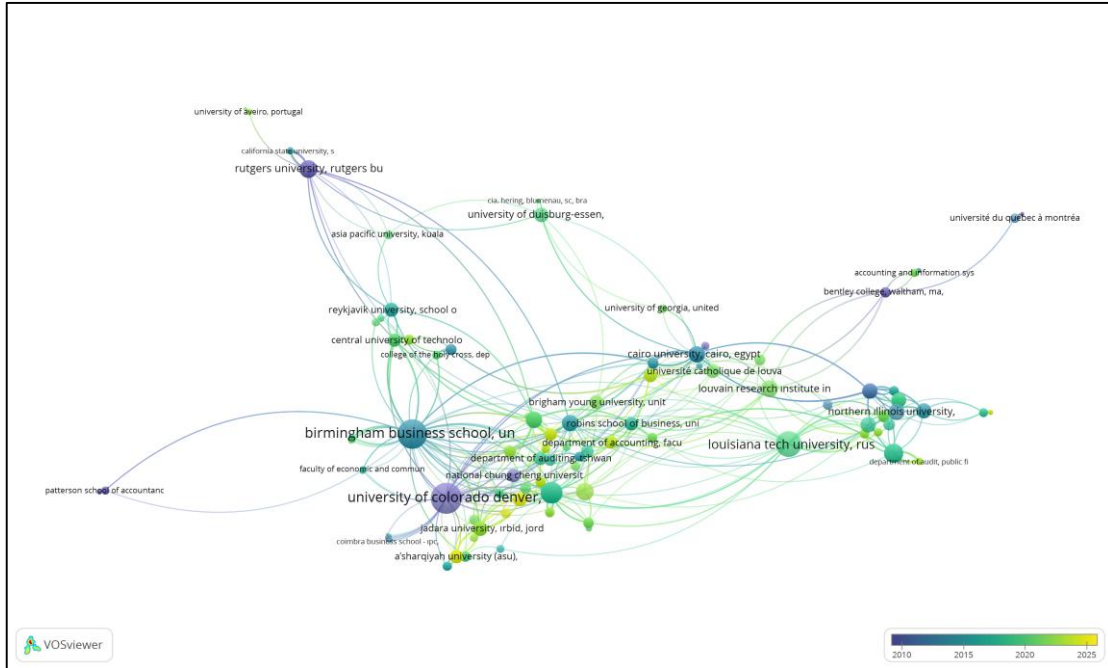 university of aveiro, portugal
california state university, s
rutgers university, rutgers bu
cia. hering, blumenau, sc, bra
university of duisburg-essen,
université du quebec à montréa
asia pacific university, kuala
accounting and information sys
bentley college, waltham, ma,
reykjavik university, school o
university of georgia, united
central university of technolo
college of the holy cross, dep
cairo university, cairo, egypt
université catholique de louva
louvain research institute in
brigham young university, unit
northern illinois university,
robins school of business, uni
birmingham business school, un
department of accounting, facu
louisiana tech university, rus
department of auditing, taiwan
department of audit, public fi
faculty of economic and commun
national chung cheng universit
patterson school of accountanc
university of colorado denver,
jadara university, irbid, jord
coimbra business school - ipc,
a'sharqiyah university (asu),
VOSviewer
2010 2015 2020 2025